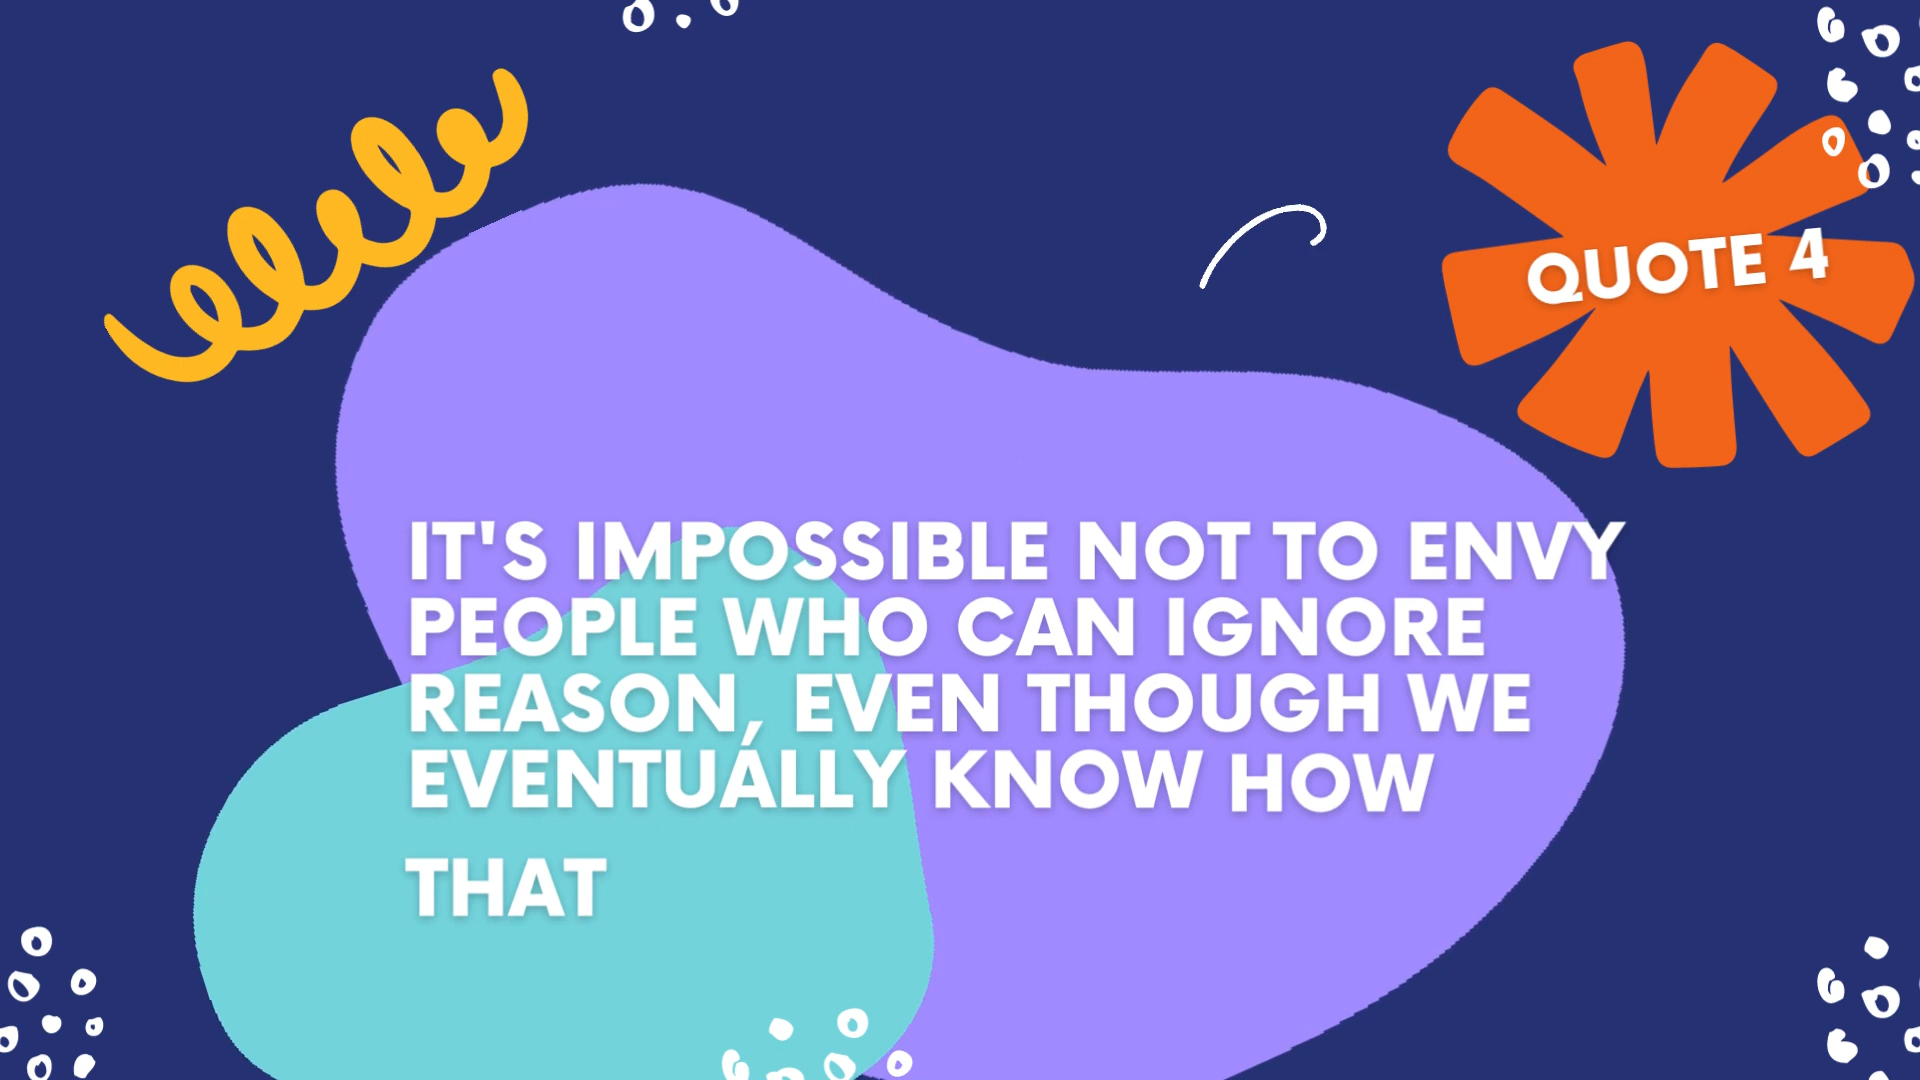 QUOTE 4
IT'S IMPOSSIBLE NOT TO ENVY
PEOPLE WHO CAN IGNORE
REASON, EVEN THOUGH WE
EVENTUALLY KNOW HOW
THAT